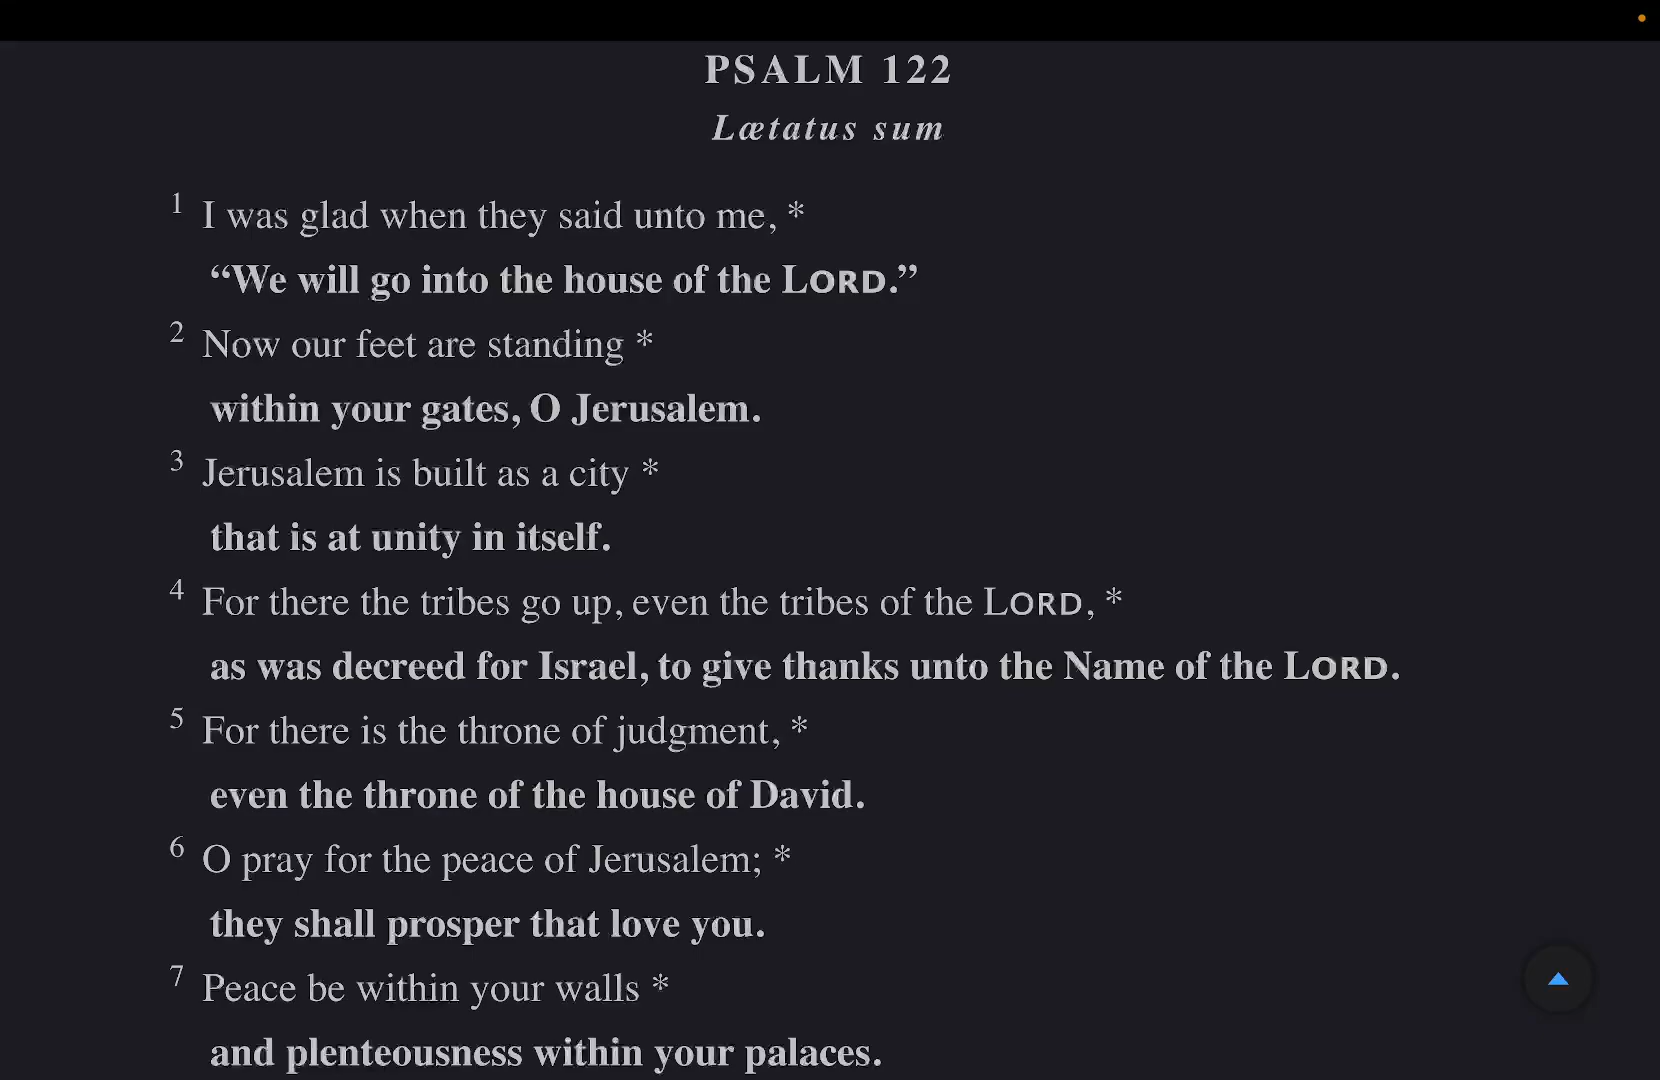 PSALM 122
Lætatus sum
1 I was glad when they said unto me, *
“We will go into the house of the LORD.”
2 Now our feet are standing *
within your gates, O Jerusalem.
3 Jerusalem is built as a city *
that is at unity in itself.
4 For there the tribes go up, even the tribes of the LORD, *
as was decreed for Israel, to give thanks unto the Name of the LORD.
5 For there is the throne of judgment, *
even the throne of the house of David.
6 O pray for the peace of Jerusalem; *
they shall prosper that love you.
7 Peace be within your walls *
and plenteousness within your palaces.